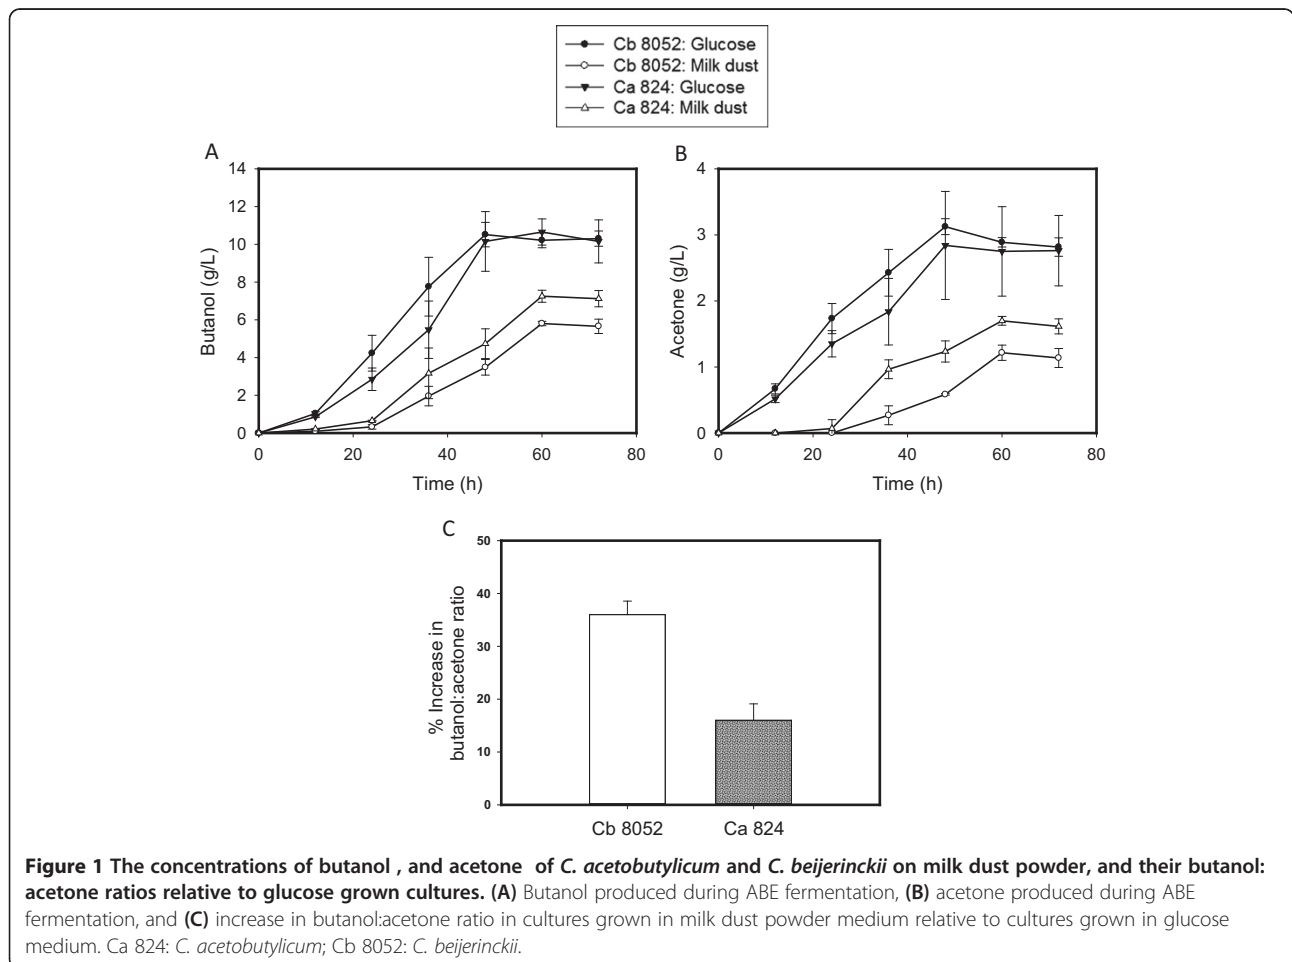 Cb 8052: Glucose
Cb 8052: Milk dust
Ca 824: Glucose
Ca 824: Milk dust
A
14
12
10
8
6
4
2
0
Butanol (g/L)
0 20 40 60 80
Time (h)
B
4
3
2
1
0
Acetone (g/L)
0 20 40 60 80
Time (h)
C
50
40
30
20
10
0
% Increase in
butanol:acetone ratio
Cb 8052 Ca 824
Figure 1 The concentrations of butanol , and acetone of C. acetobutylicum and C. beijerinckii on milk dust powder, and their butanol:
acetone ratios relative to glucose grown cultures. (A) Butanol produced during ABE fermentation, (B) acetone produced during ABE
fermentation, and (C) increase in butanol:acetone ratio in cultures grown in milk dust powder medium relative to cultures grown in glucose
medium. Ca 824: C. acetobutylicum; Cb 8052: C. beijerinckii.